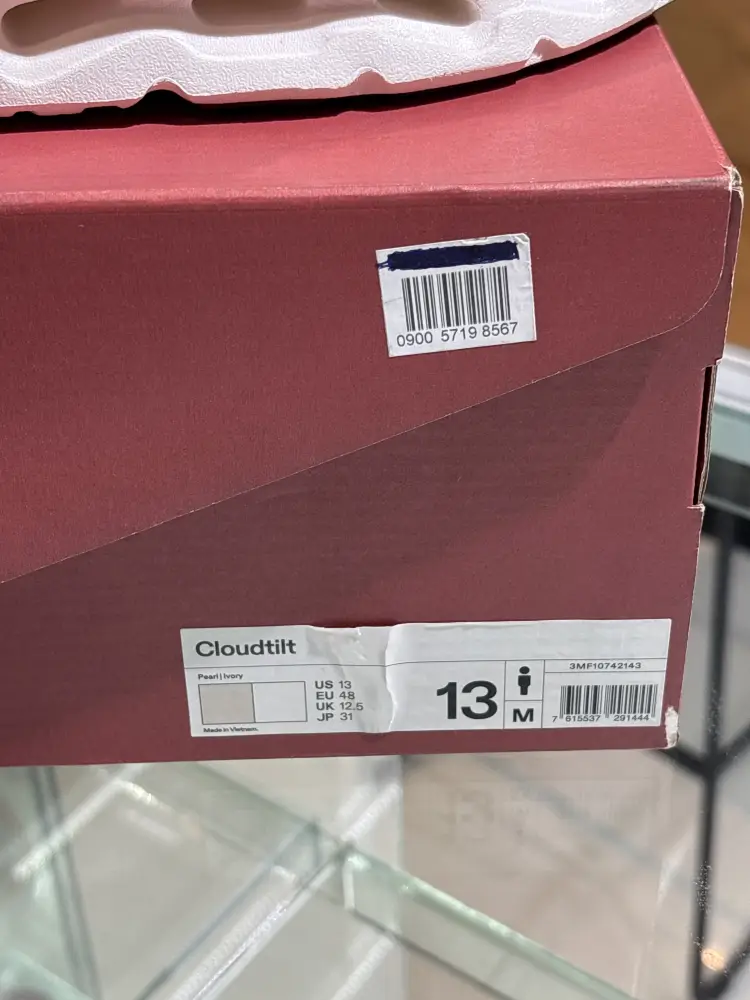 0900 5719 8567
Cloudtilt
Pearl | Ivory
US 13
EU 48
UK 12.5
JP 31
Made in Vietnam.
13
M
3MF10742143
7 615537 291444